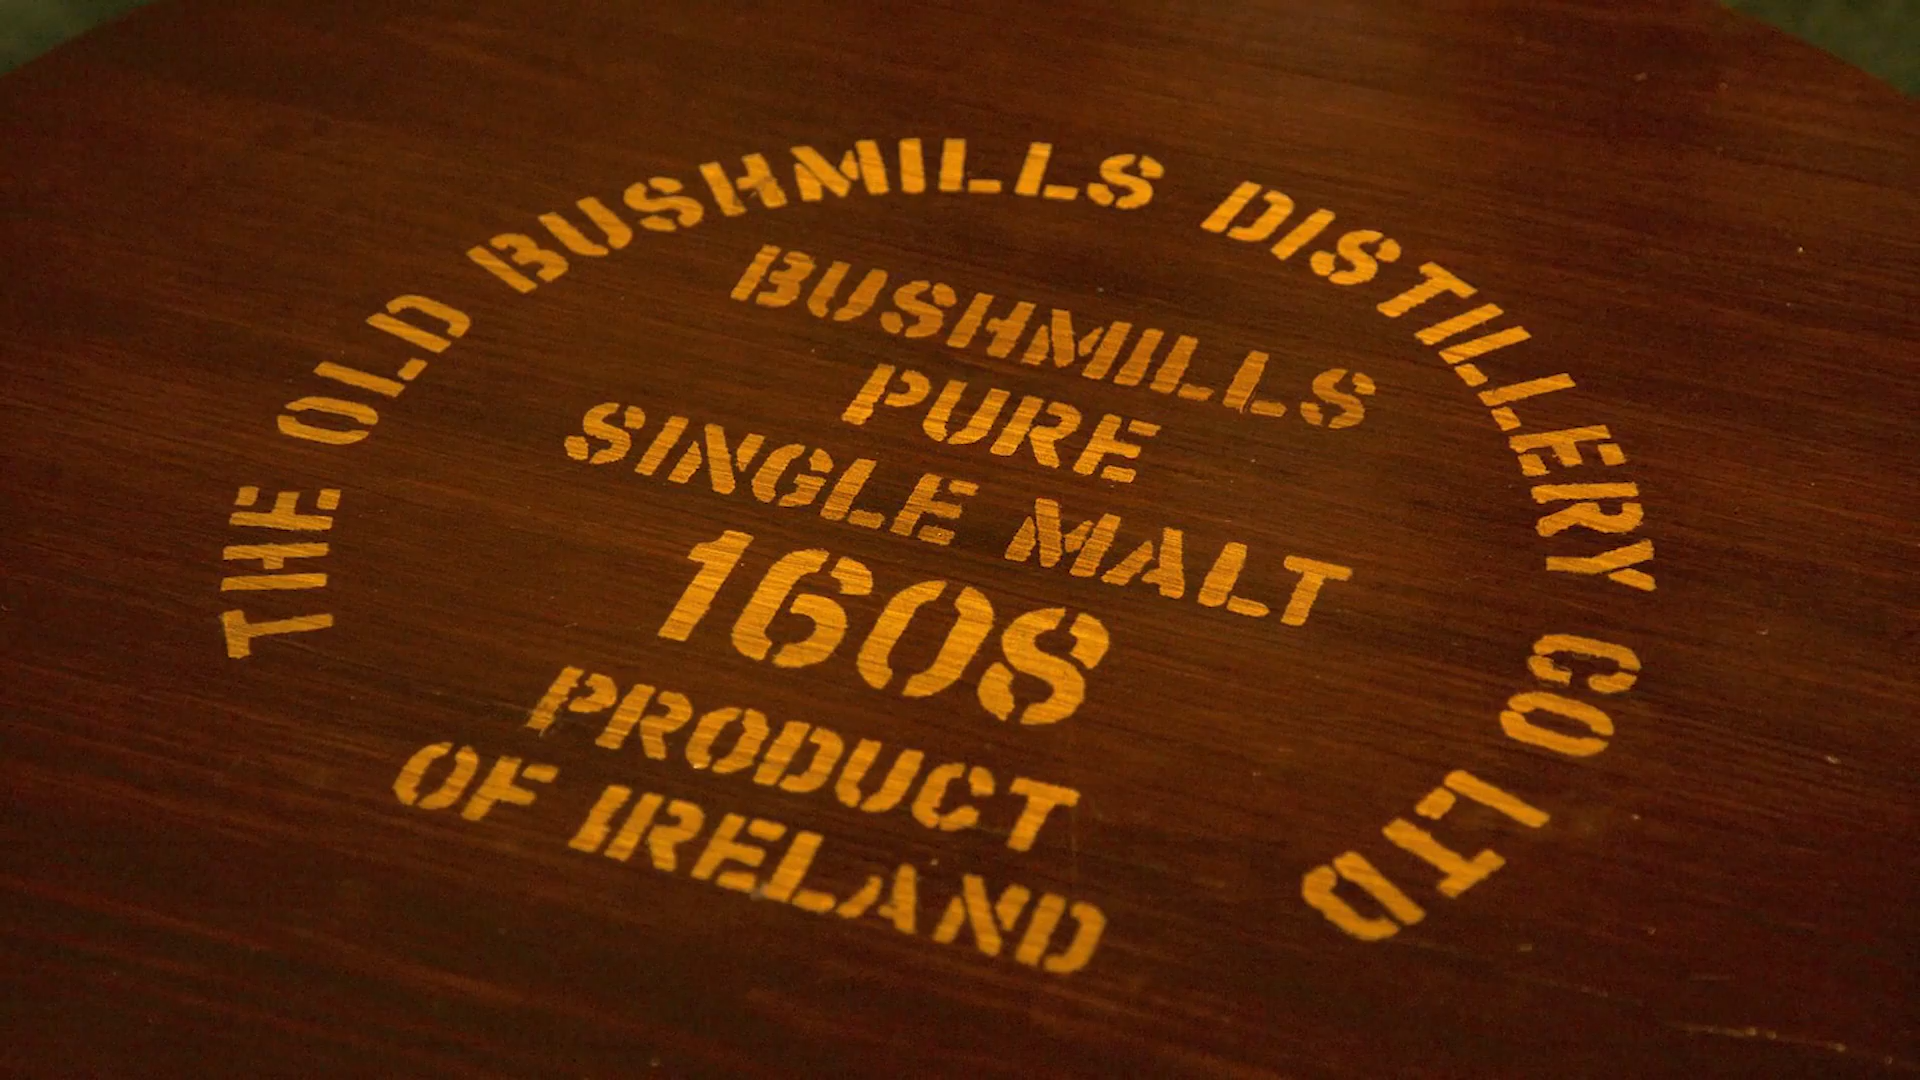 THE OLD BUSHMILLS DISTILLERY CO LTD
BUSHMILLS
PURE
SINGLE MALT
1608
PRODUCT
OF IRELAND